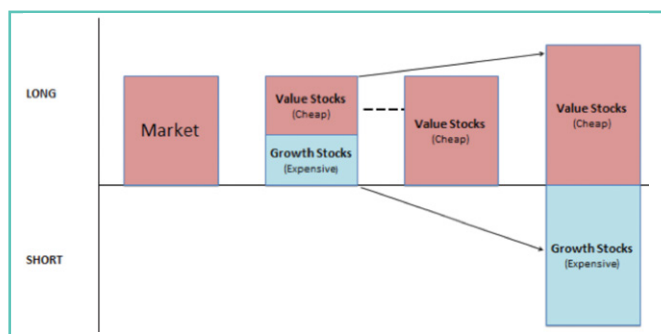 LONG
Market
Value Stocks
(Cheap)
Growth Stocks
(Expensive)
Value Stocks
(Cheap)
Value Stocks
(Cheap)
Growth Stocks
(Expensive)
SHORT